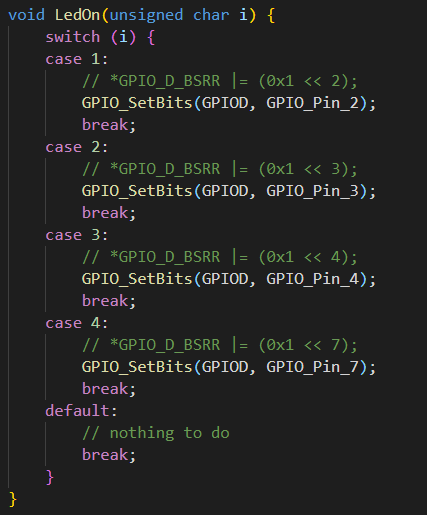 void LedOn(unsigned char i) {
    switch (i) {
    case 1:
        // *GPIO_D_BSRR |= (0x1 << 2);
        GPIO_SetBits(GPIOD, GPIO_Pin_2);
        break;
    case 2:
        // *GPIO_D_BSRR |= (0x1 << 3);
        GPIO_SetBits(GPIOD, GPIO_Pin_3);
        break;
    case 3:
        // *GPIO_D_BSRR |= (0x1 << 4);
        GPIO_SetBits(GPIOD, GPIO_Pin_4);
        break;
    case 4:
        // *GPIO_D_BSRR |= (0x1 << 7);
        GPIO_SetBits(GPIOD, GPIO_Pin_7);
        break;
    default:
        // nothing to do
        break;
    }
}